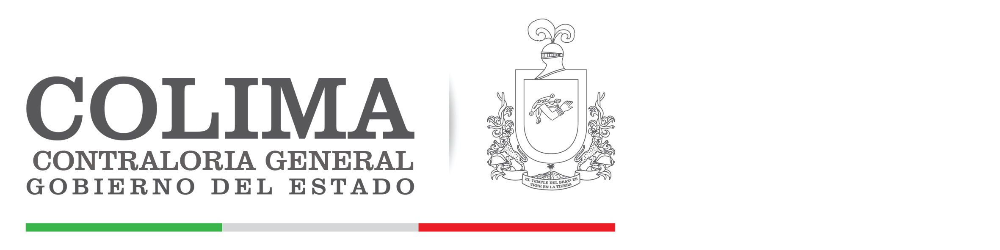 COLIMA
CONTRALORIA GENERAL
GOBIERNO DEL ESTADO
EL TEMPLE DEL BRAZº ES
VIGºR EN LA TIERRA